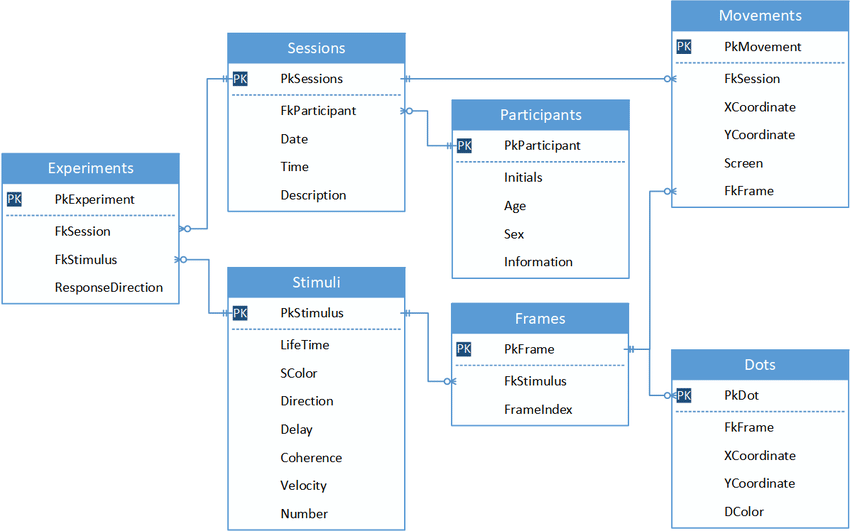 Experiments
PK PkExperiment
FkSession
FkStimulus
ResponseDirection
Sessions
PK PkSessions
FkParticipant
Date
Time
Description
Stimuli
PK PkStimulus
LifeTime
SColor
Direction
Delay
Coherence
Velocity
Number
Participants
PK PkParticipant
Initials
Age
Sex
Information
Frames
PK PkFrame
FkStimulus
FrameIndex
Movements
PK PkMovement
FkSession
XCoordinate
YCoordinate
Screen
FkFrame
Dots
PK PkDot
FkFrame
XCoordinate
YCoordinate
DColor